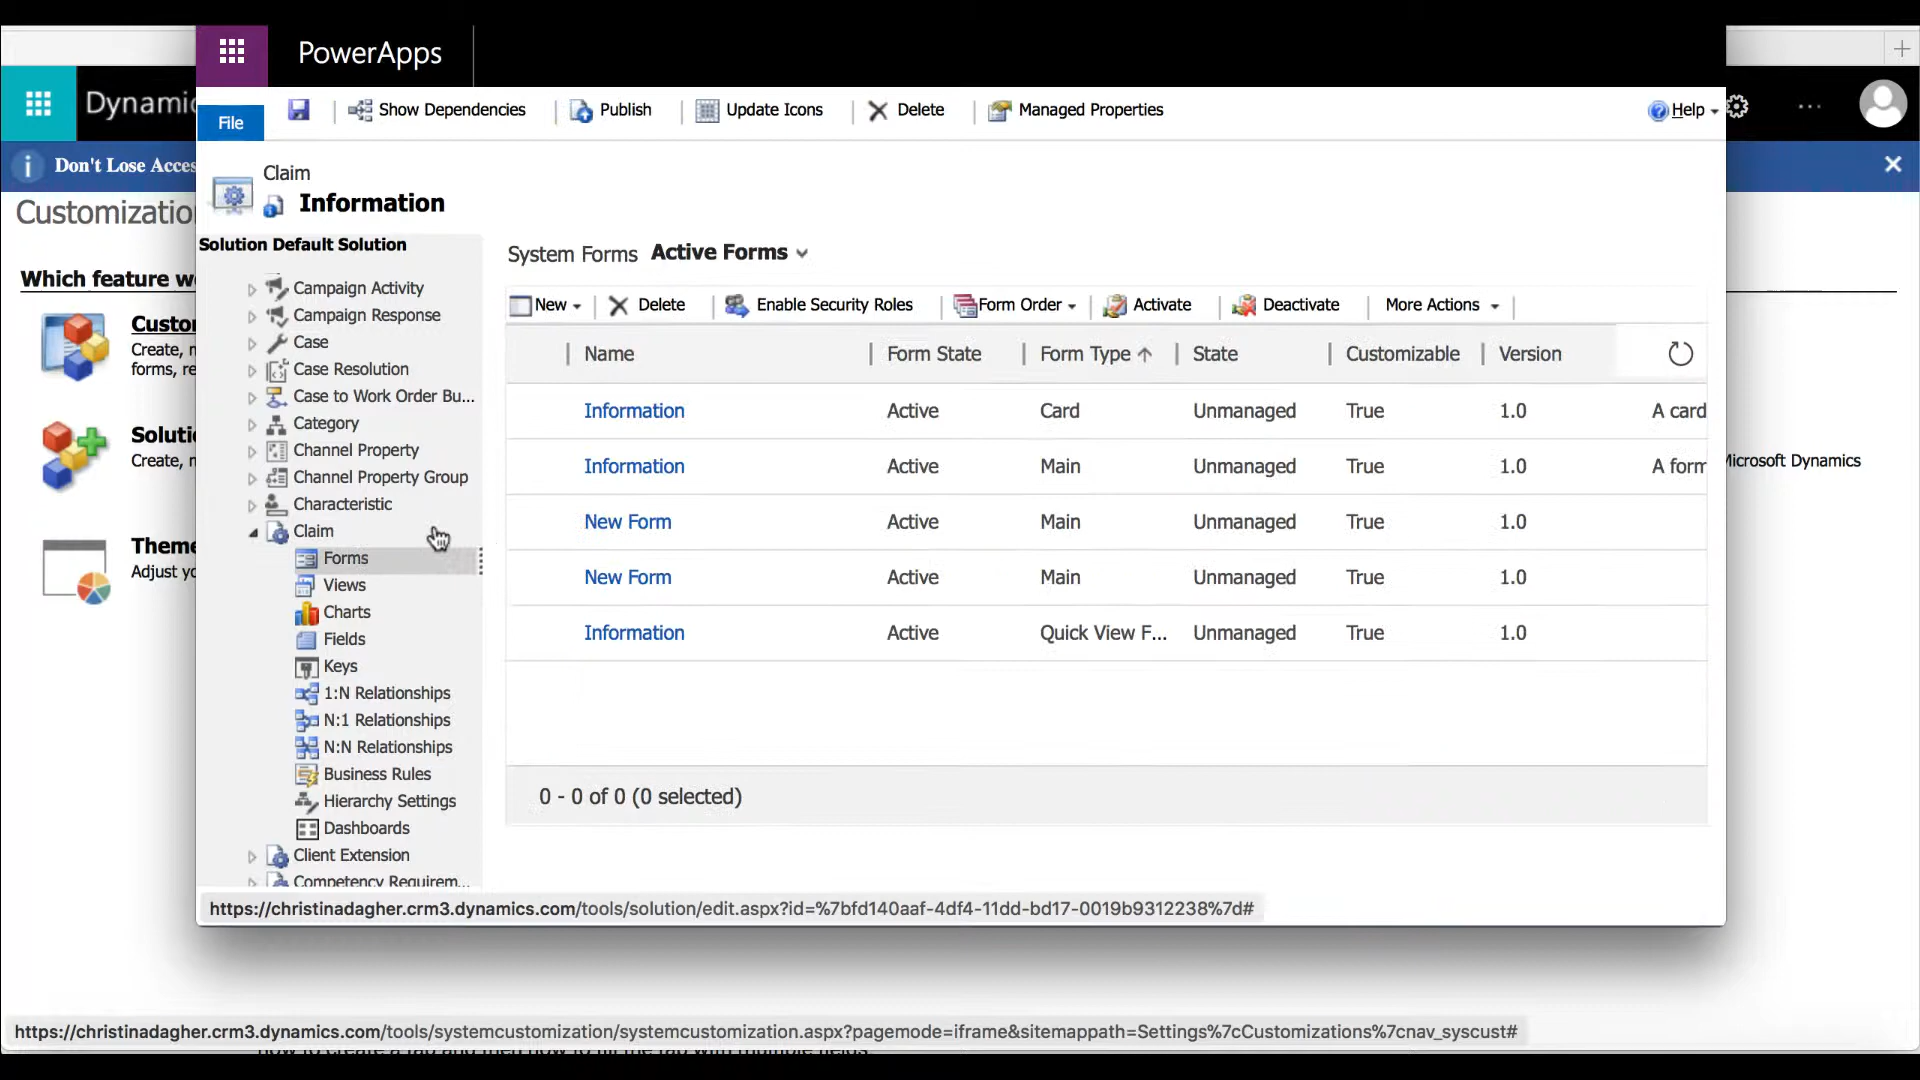 PowerApps
Dynamic
File
Show Dependencies
Publish
Update Icons
Delete
Managed Properties
Help
Don't Lose Acces
Claim
Information
Customizatio
Solution Default Solution
System Forms Active Forms
Which feature w
New
Delete
Enable Security Roles
Form Order
Activate
Deactivate
More Actions
Name
Form State
Form Type
State
Customizable
Version
Information Active Card Unmanaged True 1.0 A card
Information Active Main Unmanaged True 1.0 A form
New Form Active Main Unmanaged True 1.0
New Form Active Main Unmanaged True 1.0
Information Active Quick View F... Unmanaged True 1.0
0 - 0 of 0 (0 selected)
Campaign Activity
Campaign Response
Case
Case Resolution
Case to Work Order Bu...
Category
Channel Property
Channel Property Group
Characteristic
Claim
Forms
Views
Charts
Fields
Keys
1:N Relationships
N:1 Relationships
N:N Relationships
Business Rules
Hierarchy Settings
Dashboards
Client Extension
Competency Requirem...
Custo
Create, r
forms, re
Solutio
Create, r
Microsoft Dynamics
Theme
Adjust yo
https://christinadagher.crm3.dynamics.com/tools/solution/edit.aspx?id=%7bfd140aaf-4df4-11dd-bd17-0019b9312238%7d#
https://christinadagher.crm3.dynamics.com/tools/systemcustomization/systemcustomization.aspx?pagemode=iframe&sitemappath=Settings%7cCustomizations%7cnav_syscust#